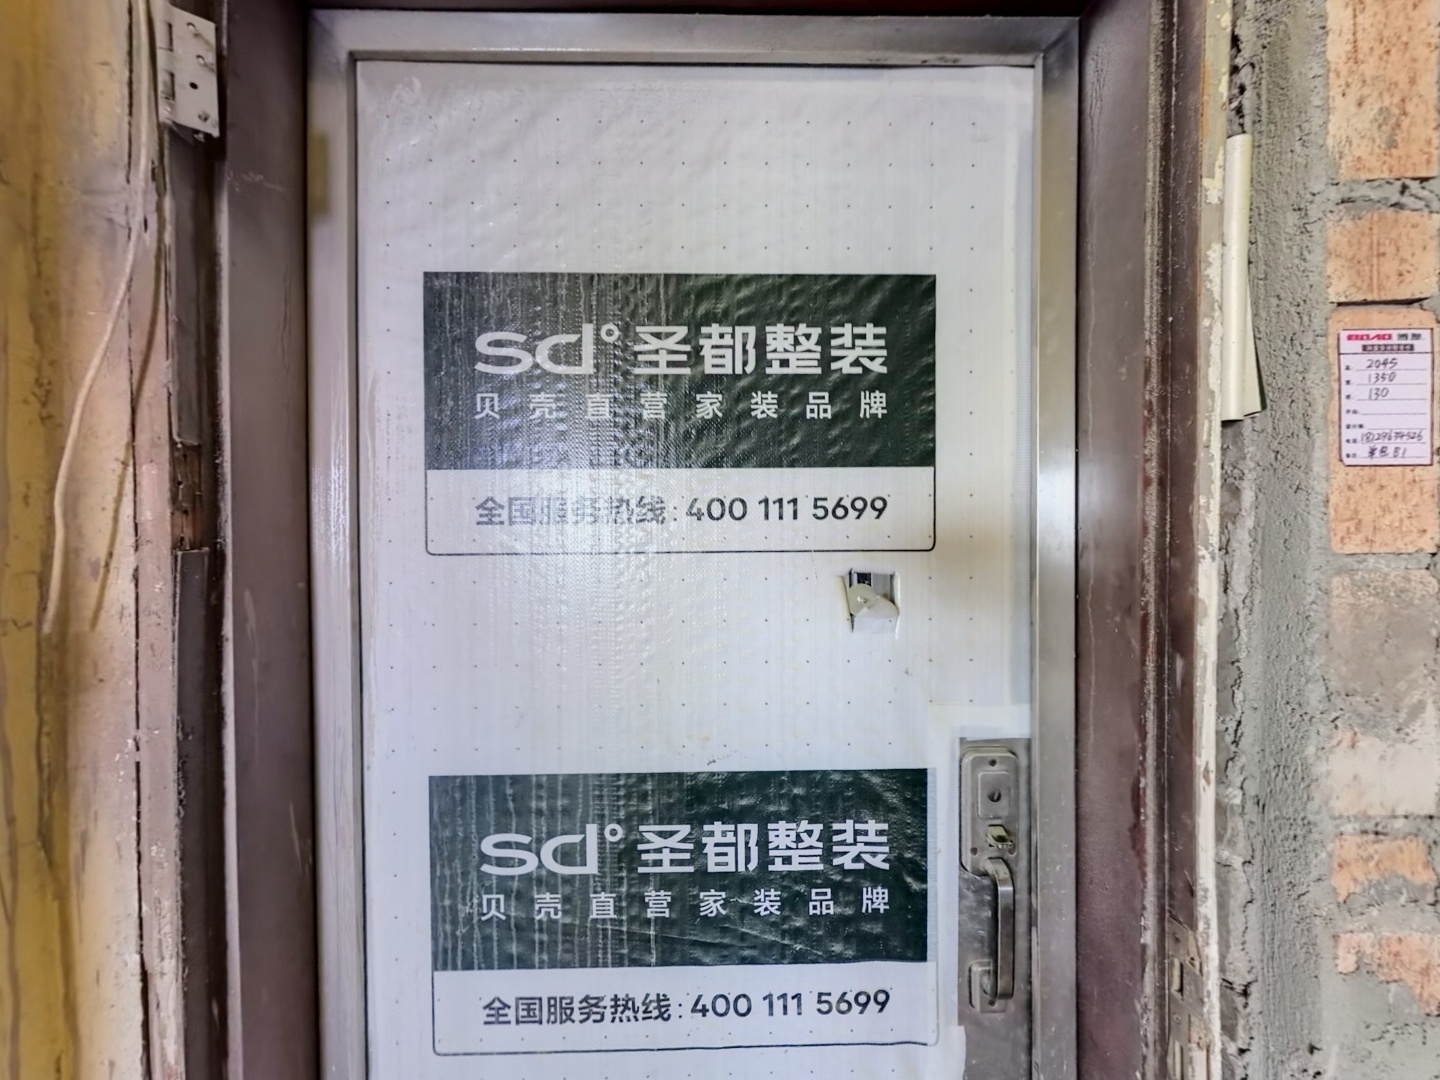 sd° 圣都整装
贝壳直营家装品牌
全国服务热线: 400 111 5699
sd° 圣都整装
贝壳直营家装品牌
全国服务热线: 400 111 5699
2045
1350
130